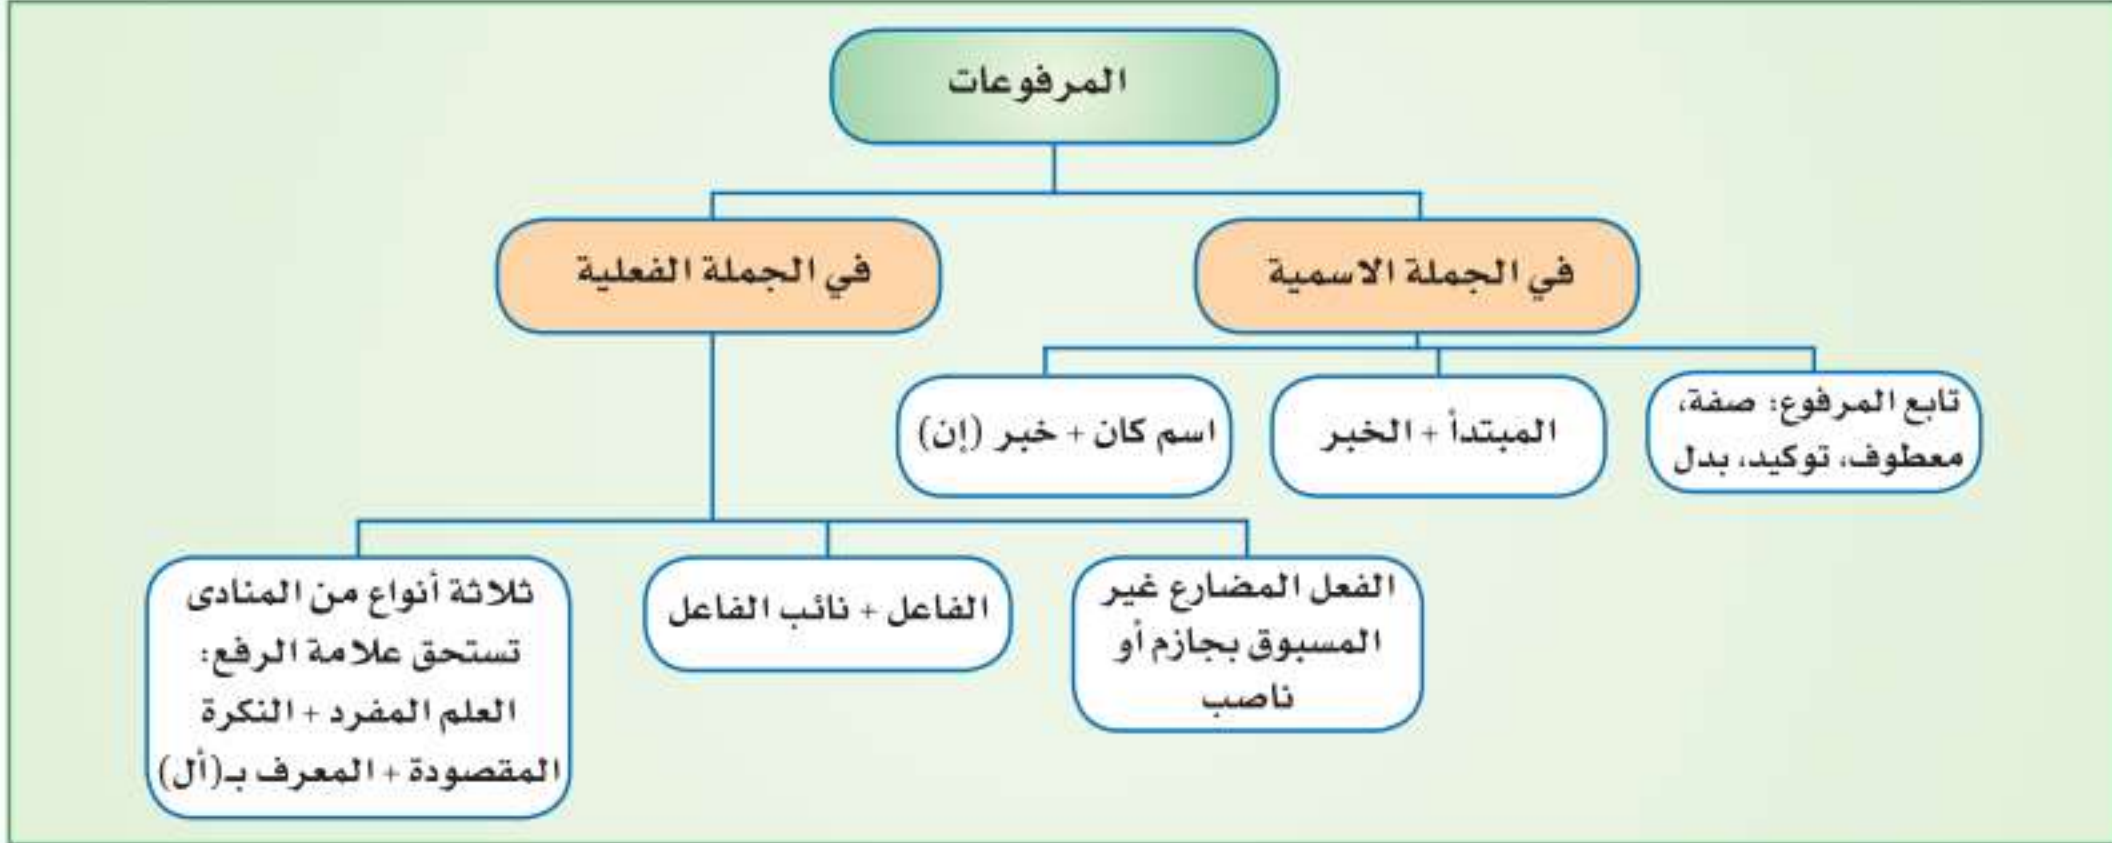 المرفوعات
في الجملة الاسمية
في الجملة الفعلية
تابع المرفوع: صفة،
معطوف، توكيد، بدل
المبتدأ + الخبر
اسم كان + خبر (إن)
الفعل المضارع غير
المسبوق بجازم أو
ناصب
الفاعل + نائب الفاعل
ثلاثة أنواع من المنادى
تستحق علامة الرفع:
العلم المفرد + النكرة
المقصودة + المعرف بـ(أل)